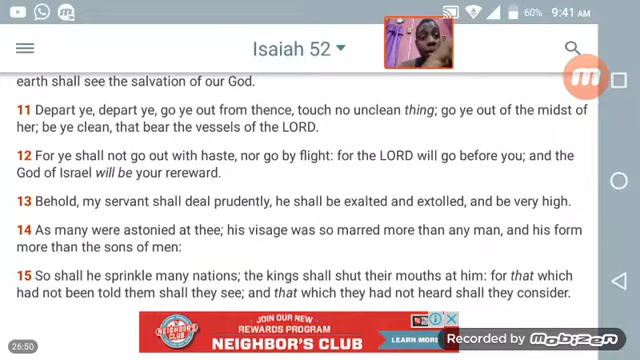 60% 9:41 AM
Isaiah 52
earth shall see the salvation of our God.
11 Depart ye, depart ye, go ye out from thence, touch no unclean thing; go ye out of the midst of
her; be ye clean, that bear the vessels of the LORD.
12 For ye shall not go out with haste, nor go by flight: for the LORD will go before you; and the
God of Israel will be your rereward.
13 Behold, my servant shall deal prudently, he shall be exalted and extolled, and be very high.
14 As many were astonied at thee; his visage was so marred more than any man, and his form
more than the sons of men:
15 So shall he sprinkle many nations; the kings shall shut their mouths at him: for that which
had not been told them shall they see; and that which they had not heard shall they consider.
NEIGHBOR'S
CLUB
JOIN OUR NEW
REWARDS PROGRAM
NEIGHBOR'S CLUB
LEARN MORE
Recorded by mobizen
26:50